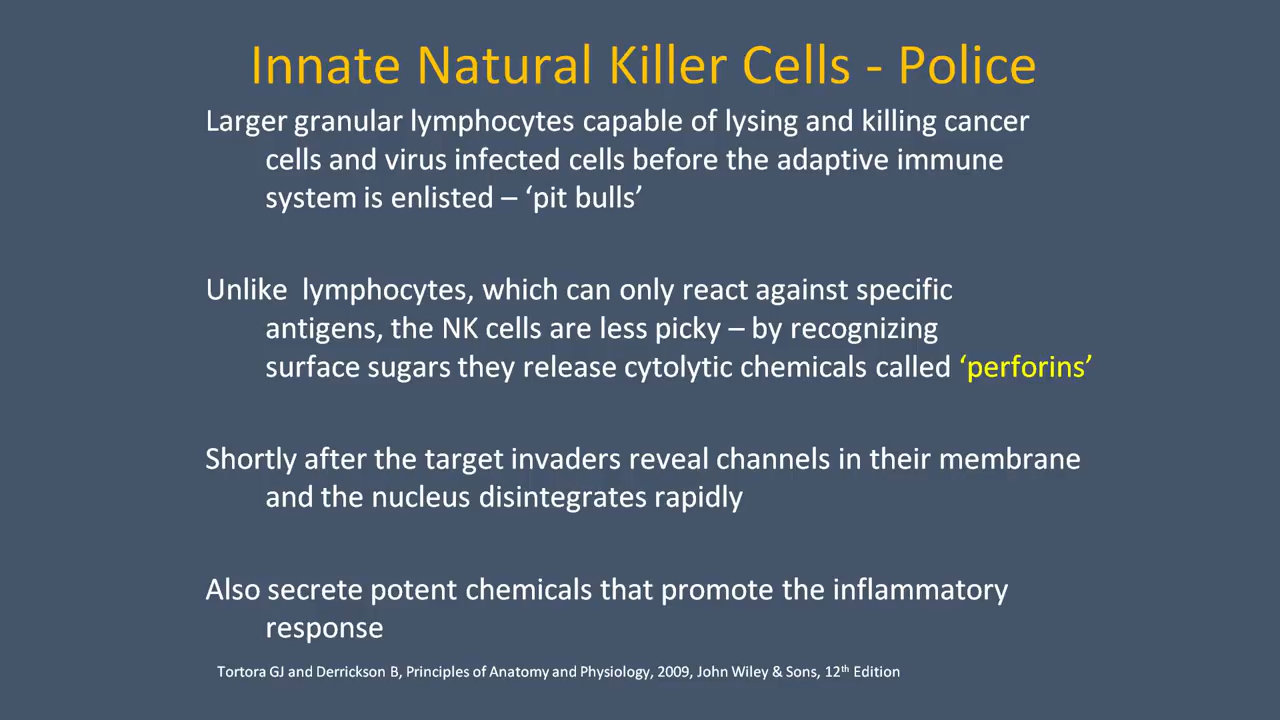 Innate Natural Killer Cells - Police
Larger granular lymphocytes capable of lysing and killing cancer
cells and virus infected cells before the adaptive immune
system is enlisted – ‘pit bulls’
Unlike  lymphocytes, which can only react against specific
antigens, the NK cells are less picky – by recognizing
surface sugars they release cytolytic chemicals called ‘perforins’
Shortly after the target invaders reveal channels in their membrane
and the nucleus disintegrates rapidly
Also secrete potent chemicals that promote the inflammatory
response
Tortora GJ and Derrickson B, Principles of Anatomy and Physiology, 2009, John Wiley & Sons, 12th Edition